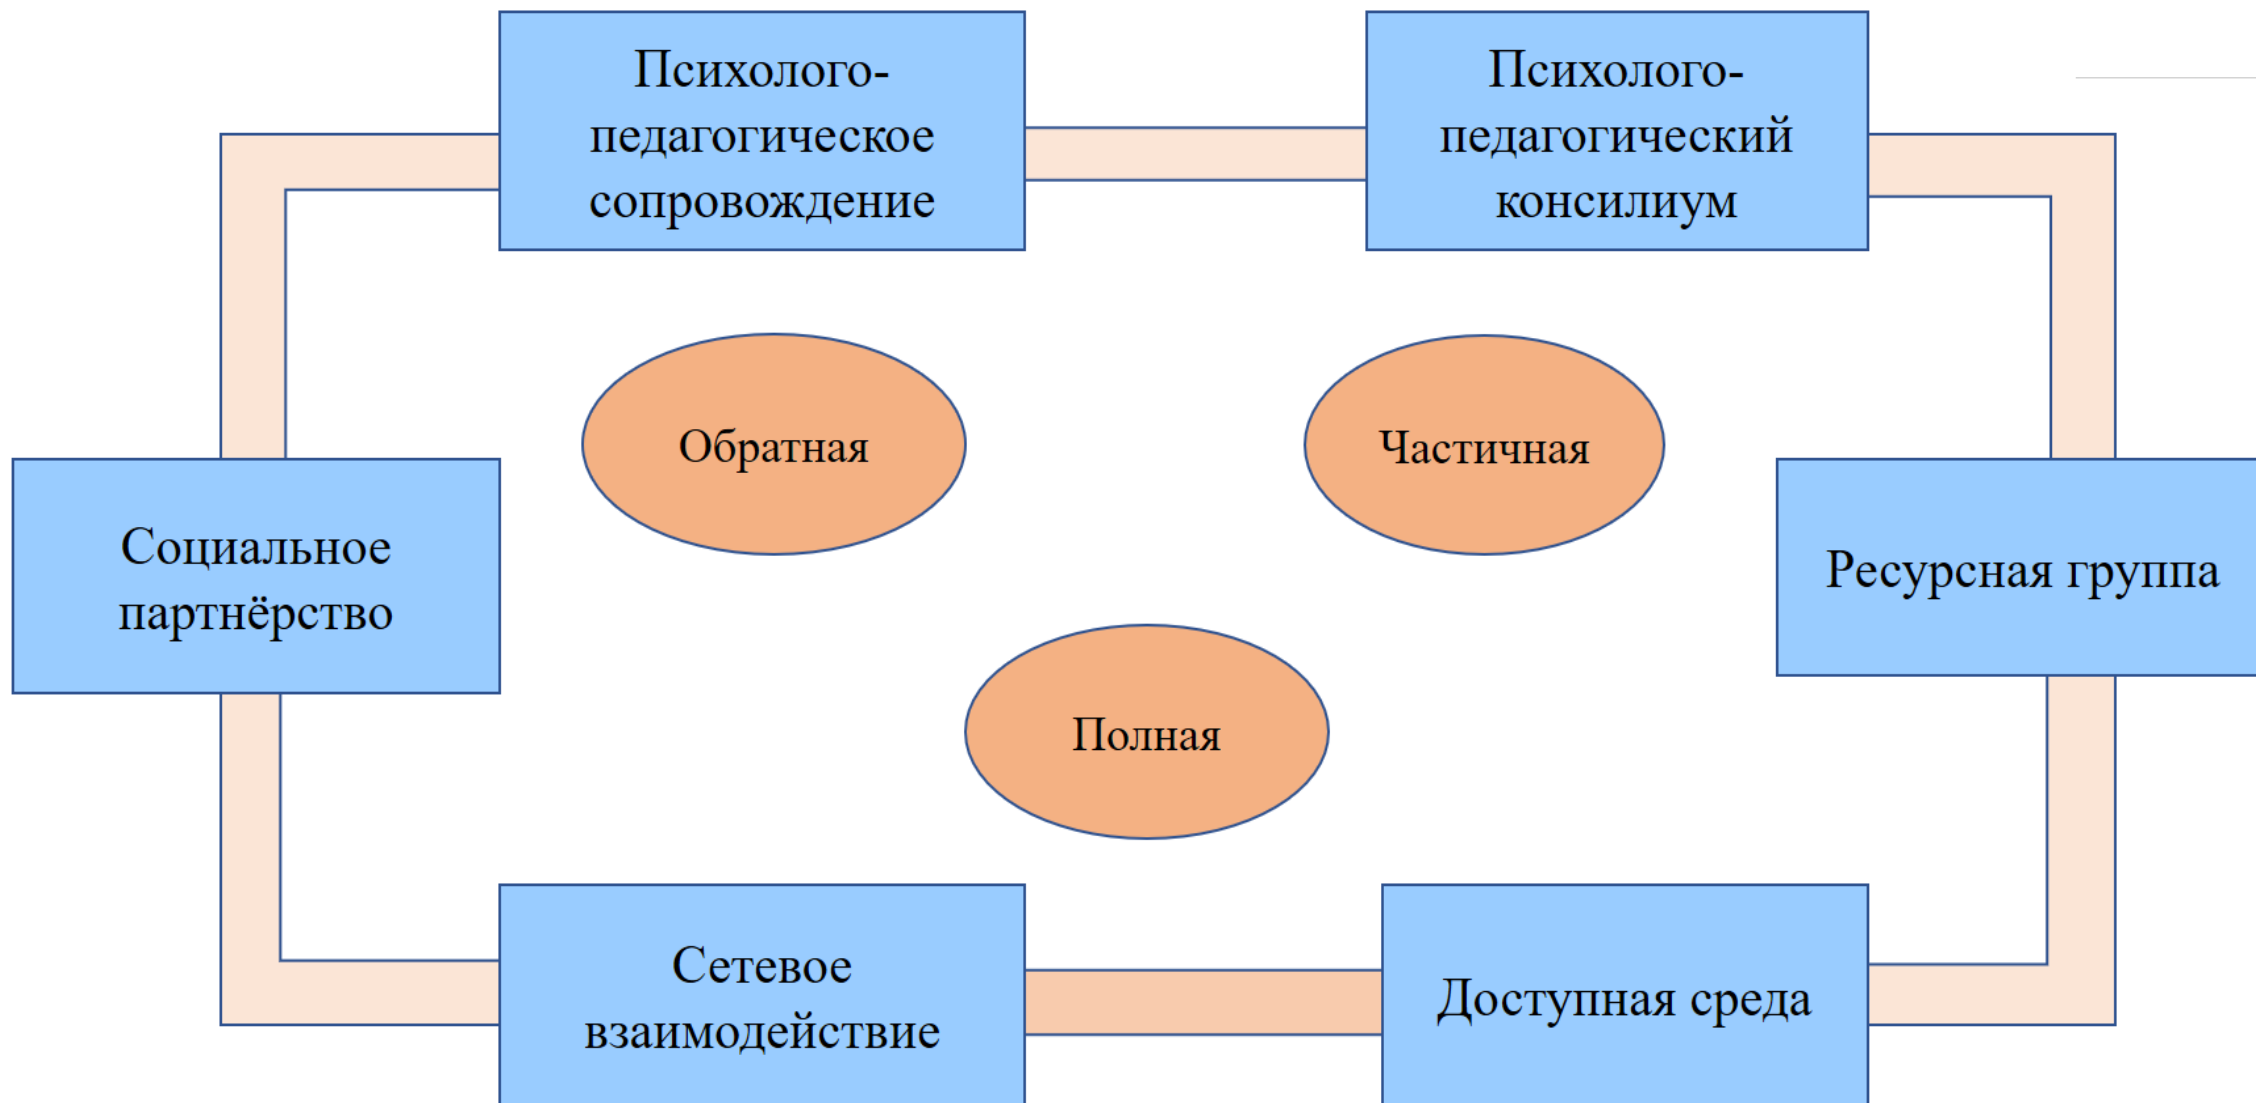 Психолого-
педагогическое
сопровождение
Психолого-
педагогический
консилиум
Обратная
Частичная
Социальное
партнёрство
Ресурсная группа
Полная
Сетевое
взаимодействие
Доступная среда